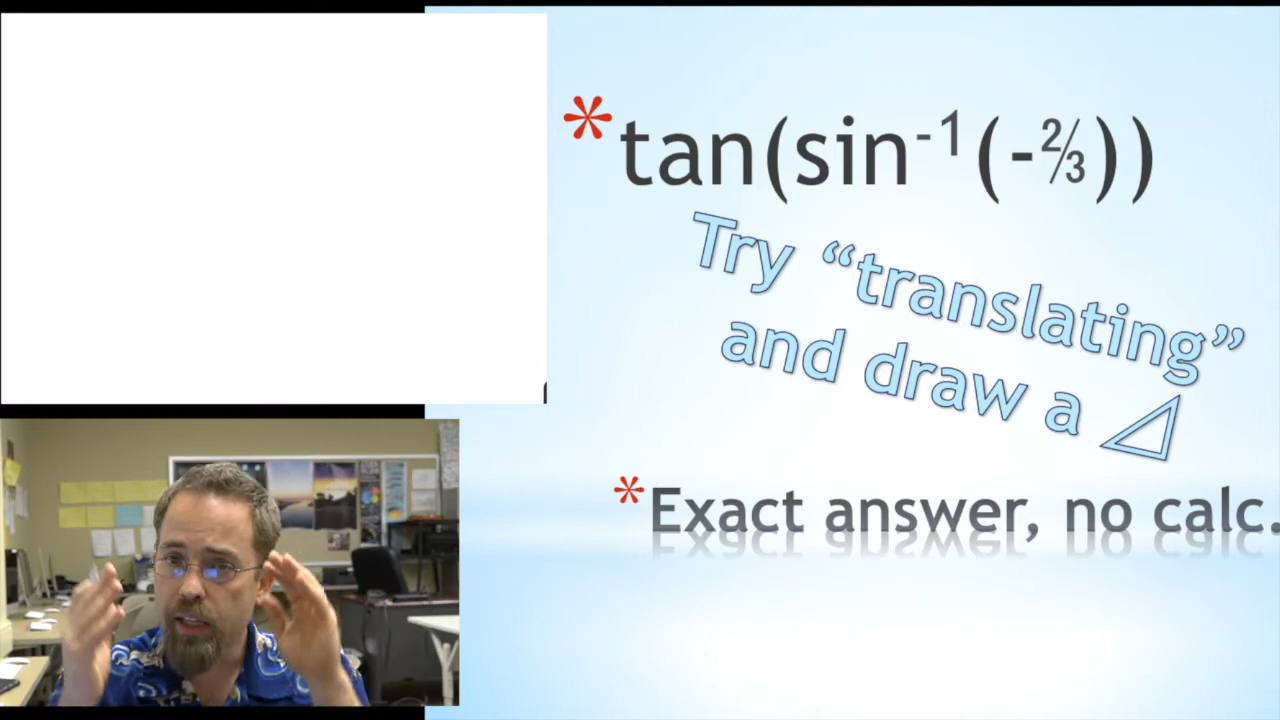 *tan(sin⁻¹(-⅔))
Try “translating”
and draw a ⊿
*Exact answer, no calc.